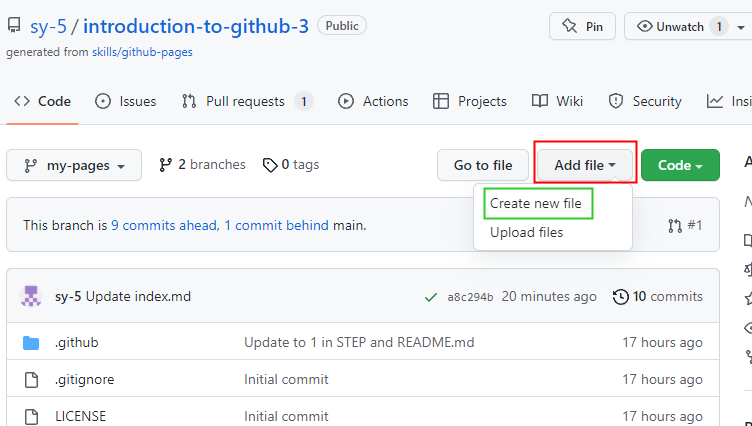 sy-5 / introduction-to-github-3 Public Pin Unwatch 1
generated from skills/github-pages
Code Issues Pull requests 1 Actions Projects Wiki Security Insi
my-pages 2 branches 0 tags Go to file Add file Code
Create new file
Upload files
This branch is 9 commits ahead, 1 commit behind main. #1
sy-5 Update index.md a8c294b 20 minutes ago 10 commits
.github Update to 1 in STEP and README.md 17 hours ago
.gitignore Initial commit 17 hours ago
LICENSE Initial commit 17 hours ago